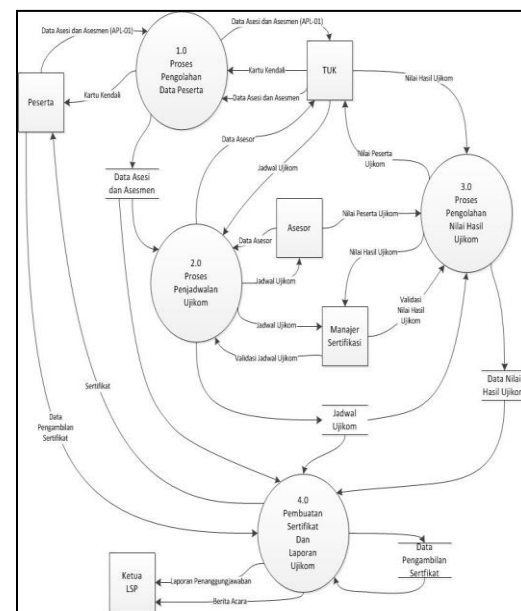 Data Asesi dan Asesmen (APL-01)
Data Asesi dan Asesmen (APL-01)
1.0
Proses
Pengolahan
Data Peserta
Kartu Kendali
TUK
Kartu Kendali
Nilai Hasil Ujikom
Peserta
Data Asesi dan Asesmen
Data Asesor
Nilai Peserta
Ujikom
Data Asesi
dan Asesmen
Jadwal Ujikom
3.0
Proses
Pengolahan
Nilai Hasil
Ujikom
Asesor
Nilai Peserta Ujikom
Data Asesor
2.0
Proses
Penjadwalan
Ujikom
Nilai Hasil Ujikom
Jadwal Ujikom
Validasi
Nilai Hasil
Ujikom
Jadwal Ujikom
Manajer
Sertifikasi
Validasi Jadwal Ujikom
Sertifikat
Data Nilai
Hasil Ujikom
Data
Pengambilan
Sertifikat
Jadwal
Ujikom
4.0
Pembuatan
Sertifikat
Dan
Laporan
Ujikom
Data
Pengambilan
Sertfikat
Ketua
LSP
Laporan Penanggungjawaban
Berita Acara